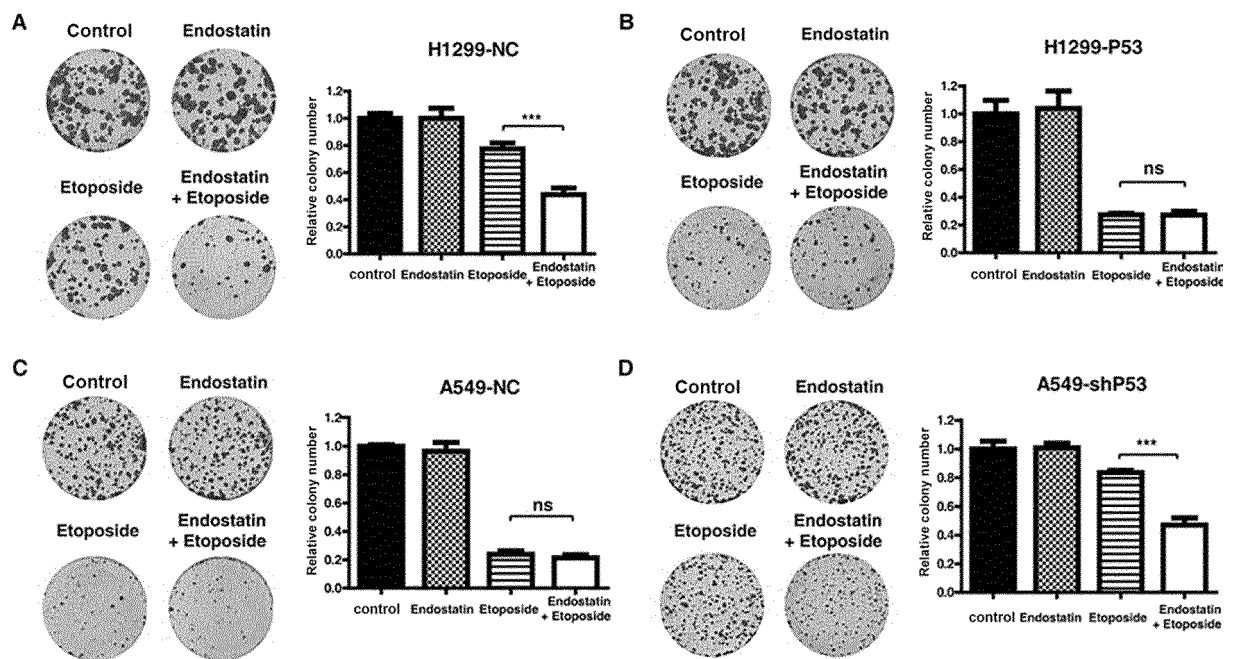 A
Control
Endostatin
Etoposide
Endostatin
+ Etoposide
H1299-NC
Relative colony number
1.2
1.0
0.8
0.6
0.4
0.2
0.0
***
control
Endostatin
Etoposide
Endostatin
+ Etoposide
B
Control
Endostatin
Etoposide
Endostatin
+ Etoposide
H1299-P53
Relative colony number
1.2
1.0
0.8
0.6
0.4
0.2
0.0
ns
control
Endostatin
Etoposide
Endostatin
+ Etoposide
C
Control
Endostatin
Etoposide
Endostatin
+ Etoposide
A549-NC
Relative colony number
1.2
1.0
0.8
0.6
0.4
0.2
0.0
ns
control
Endostatin
Etoposide
Endostatin
+ Etoposide
D
Control
Endostatin
Etoposide
Endostatin
+ Etoposide
A549-shP53
Relative colony number
1.2
1.0
0.8
0.6
0.4
0.2
0.0
***
control
Endostatin
Etoposide
Endostatin
+ Etoposide